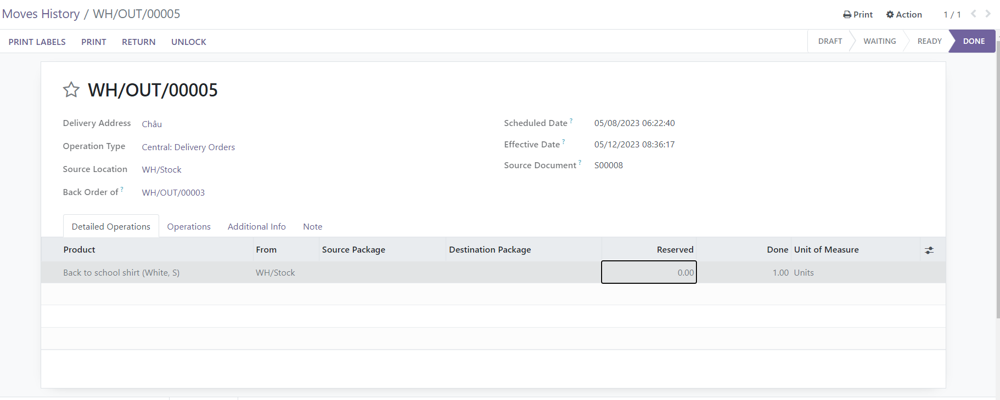 Moves History / WH/OUT/00005
Print Action 1 / 1
PRINT LABELS PRINT RETURN UNLOCK DRAFT WAITING READY DONE
WH/OUT/00005
Delivery Address Châu
Operation Type Central: Delivery Orders
Source Location WH/Stock
Back Order of ? WH/OUT/00003
Scheduled Date ? 05/08/2023 06:22:40
Effective Date ? 05/12/2023 08:36:17
Source Document ? S00008
Detailed Operations Operations Additional Info Note
Product From Source Package Destination Package Reserved Done Unit of Measure
Back to school shirt (White, S) WH/Stock 0.00 1.00 Units